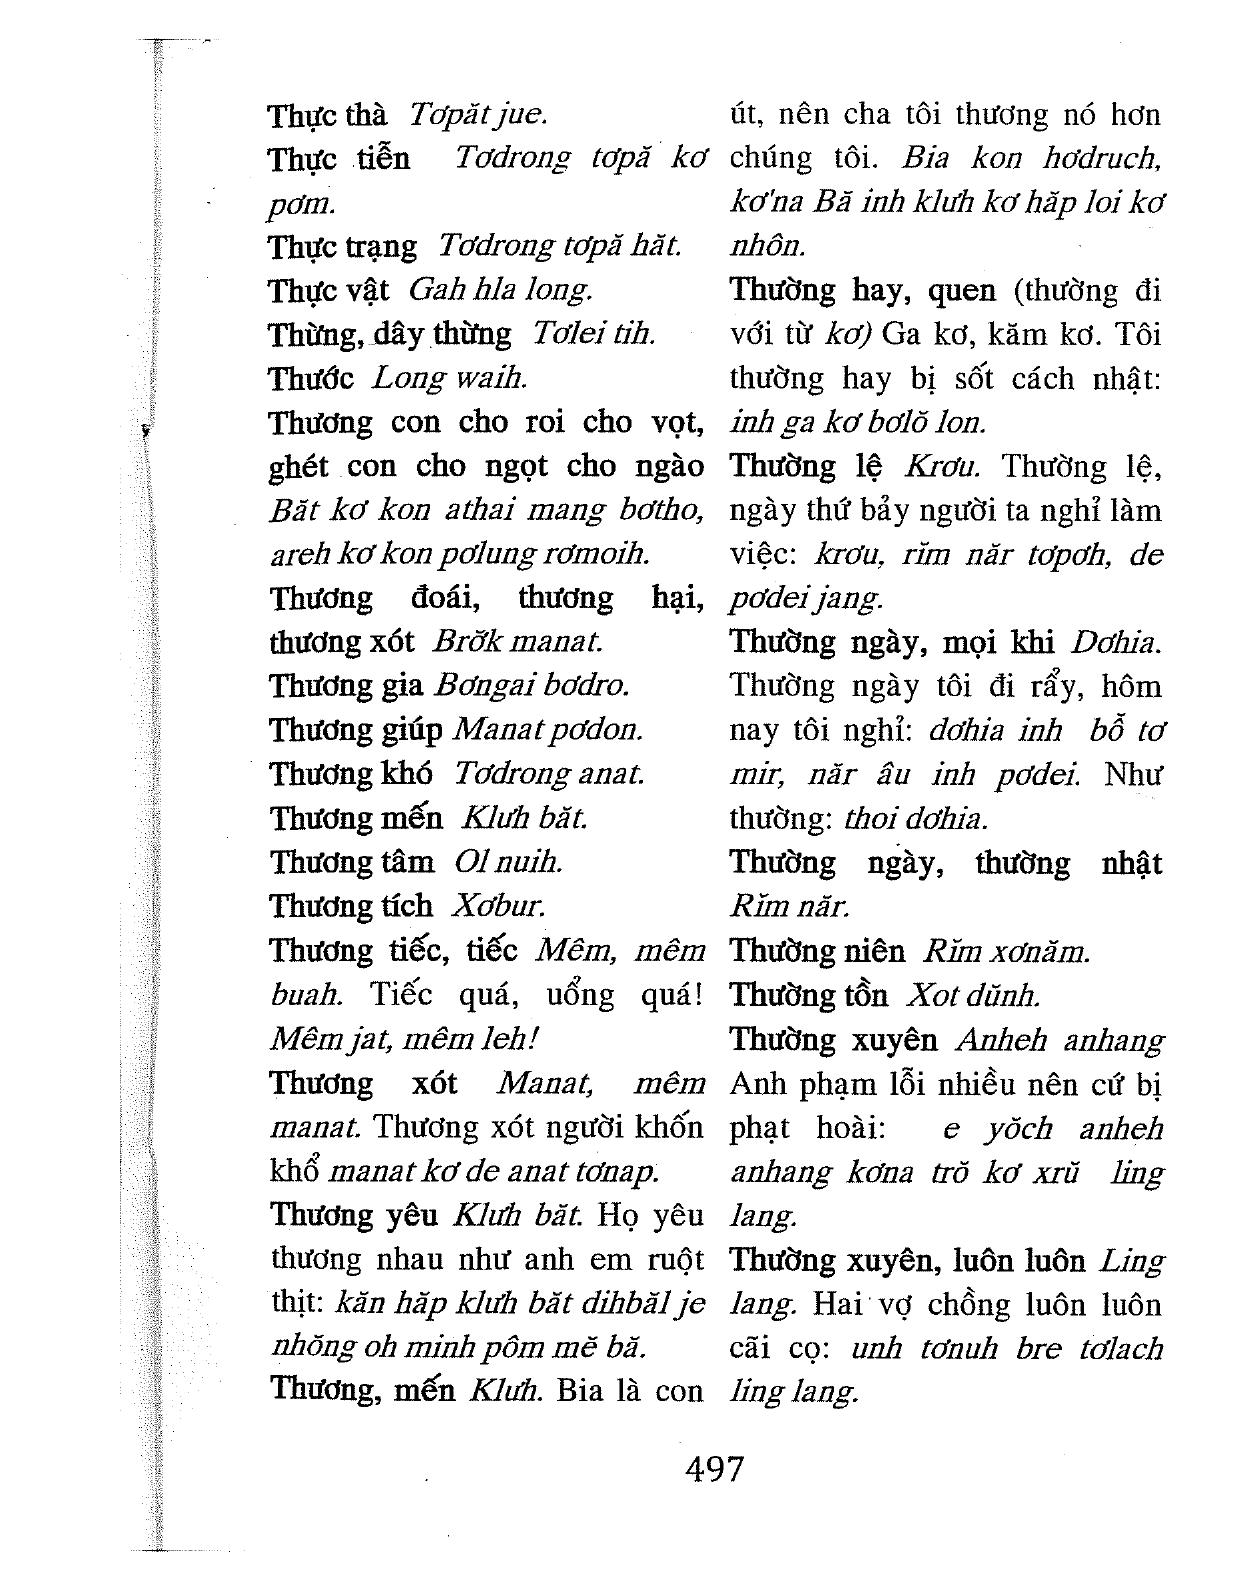 Thực thà Tơpăt jue.
Thực tiễn Tơdrong tơpă kơ
pơm.
Thực trạng Tơdrong tơpă hăt.
Thực vật Gah hla long.
Thừng, dây thừng Tơlei tih.
Thước Long waih.
Thương con cho roi cho vọt,
ghét con cho ngọt cho ngào
Băt kơ kon athai mang bơtho,
areh kơ kon pơlung rơmoih.
Thương đoái, thương hại,
thương xót Brơ̆k manat.
Thương gia Bơngai bơdro.
Thương giúp Manat pơdon.
Thương khó Tơdrong anat.
Thương mến Klưh băt.
Thương tâm Ol nuih.
Thương tích Xơbur.
Thương tiếc, tiếc Mêm, mêm
buah. Tiếc quá, uổng quá!
Mêm jat, mêm leh!
Thương xót Manat, mêm
manat. Thương xót người khốn
khổ manat kơ de anat tơnap.
Thương yêu Klưh băt. Họ yêu
thương nhau như anh em ruột
thịt: kăn hăp klưh băt dihbăl je
nhŏng oh minh pôm mĕ bă.
Thương, mến Klưh. Bia là con
út, nên cha tôi thương nó hơn
chúng tôi. Bia kon hơdruch,
kơ'na Bă inh klưh kơ hăp loi kơ
nhôn.
Thường hay, quen (thường đi
với từ kơ) Ga kơ, kăm kơ. Tôi
thường hay bị sốt cách nhật:
inh ga kơ bơlŏ lon.
Thường lệ Krơu. Thường lệ,
ngày thứ bảy người ta nghỉ làm
việc: krơu, rĭm năr tơpơh, de
pơdei jang.
Thường ngày, mọi khi Dơhia.
Thường ngày tôi đi rẩy, hôm
nay tôi nghỉ: dơhia inh bô̆ tơ
mir, năr âu inh pơdei. Như
thường: thoi dơhia.
Thường ngày, thường nhật
Rĭm năr.
Thường niên Rĭm xơnăm.
Thường tồn Xot dŭnh.
Thường xuyên Anheh anhang
Anh phạm lỗi nhiều nên cứ bị
phạt hoài: e yŏch anheh
anhang kơna trŏ kơ xrŭ ling
lang.
Thường xuyên, luôn luôn Ling
lang. Hai vợ chồng luôn luôn
cãi cọ: unh tơnuh bre tơlach
ling lang.
497